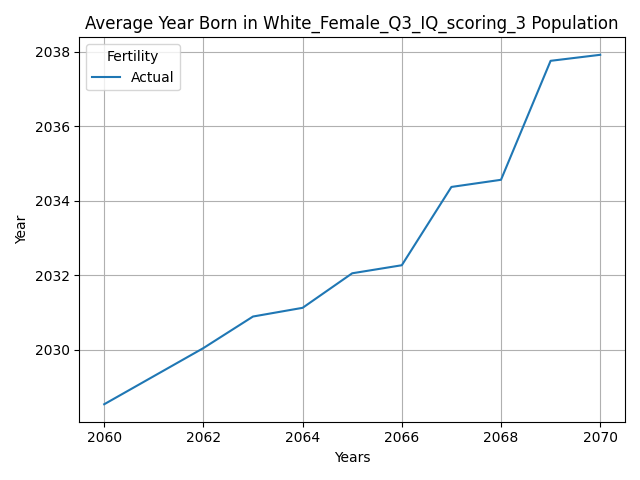 Average Year Born in White_Female_Q3_IQ_scoring_3 Population
Fertility
Actual
2038
2036
2034
2032
2030
Year
2060 2062 2064 2066 2068 2070
Years